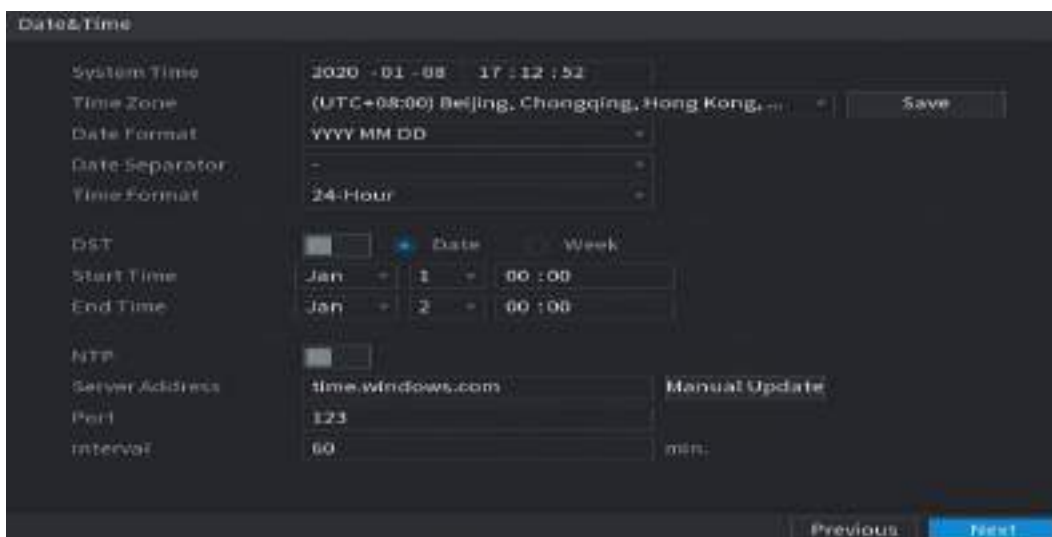 Date&Time
System Time 2020 -01 -08 17 :12 :52
Time Zone (UTC+08:00) Beijing, Chongqing, Hong Kong, ... Save
Date Format YYYY MM DD
Date Separator -
Time Format 24-Hour
DST Date Week
Start Time Jan 1 00 :00
End Time Jan 2 00 :00
NTP
Server Address time.windows.com Manual Update
Port 123
Interval 60 min.
Previous Next